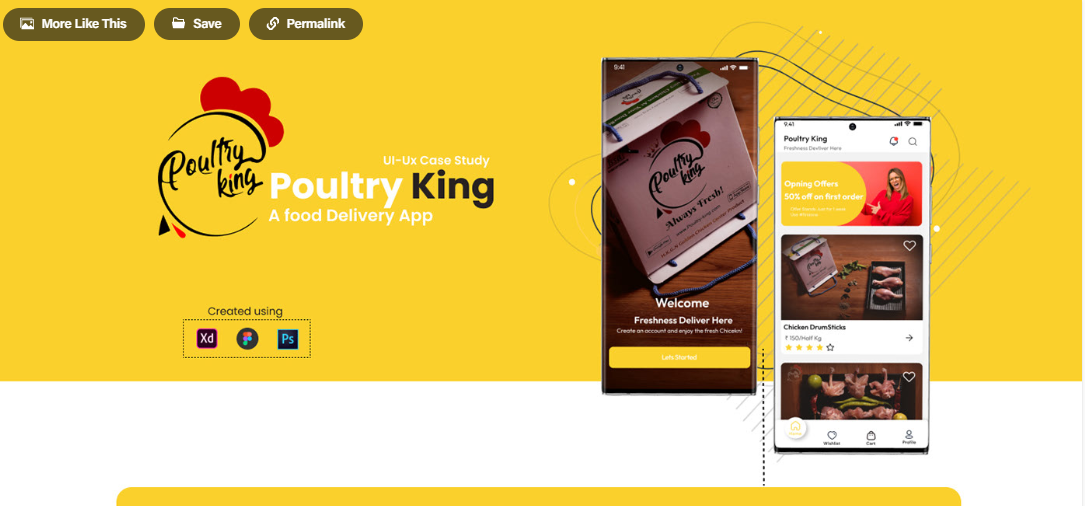 More Like This
Save
Permalink
Poultry
king
UI-Ux Case Study
Poultry King
A food Delivery App
Created using
Xd
Ps
9:41
Poultry
king
Always Fresh!
Welcome
Freshness Deliver Here
Create an account and enjoy the fresh Chicekn!
Lets Started
9:41
Poultry King
Freshness Devliver Here
Opning Offers
50% off on first order
Chicken DrumSticks
₹ 150/Half Kg
Wishlist
Cart
Profile